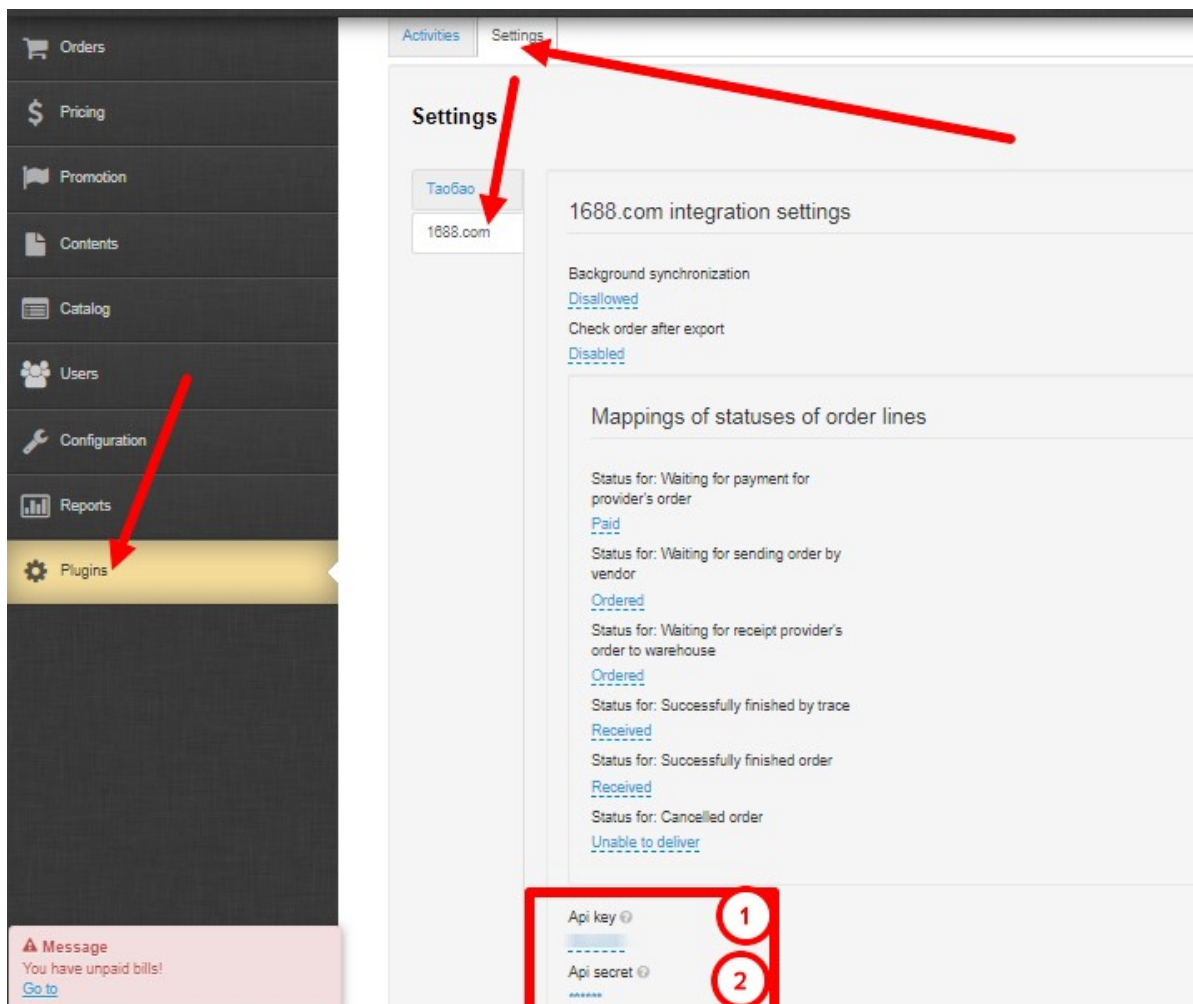 Orders
Pricing
Promotion
Contents
Catalog
Users
Configuration
Reports
Plugins
Message
You have unpaid bills!
Go to
Activities
Settings
Settings
Таобао
1688.com
1688.com integration settings
Background synchronization
Disallowed
Check order after export
Disabled
Mappings of statuses of order lines
Status for: Waiting for payment for
provider's order
Paid
Status for: Waiting for sending order by
vendor
Ordered
Status for: Waiting for receipt provider's
order to warehouse
Ordered
Status for: Successfully finished by trace
Received
Status for: Successfully finished order
Received
Status for: Cancelled order
Unable to deliver
Api key
1
Api secret
2
******